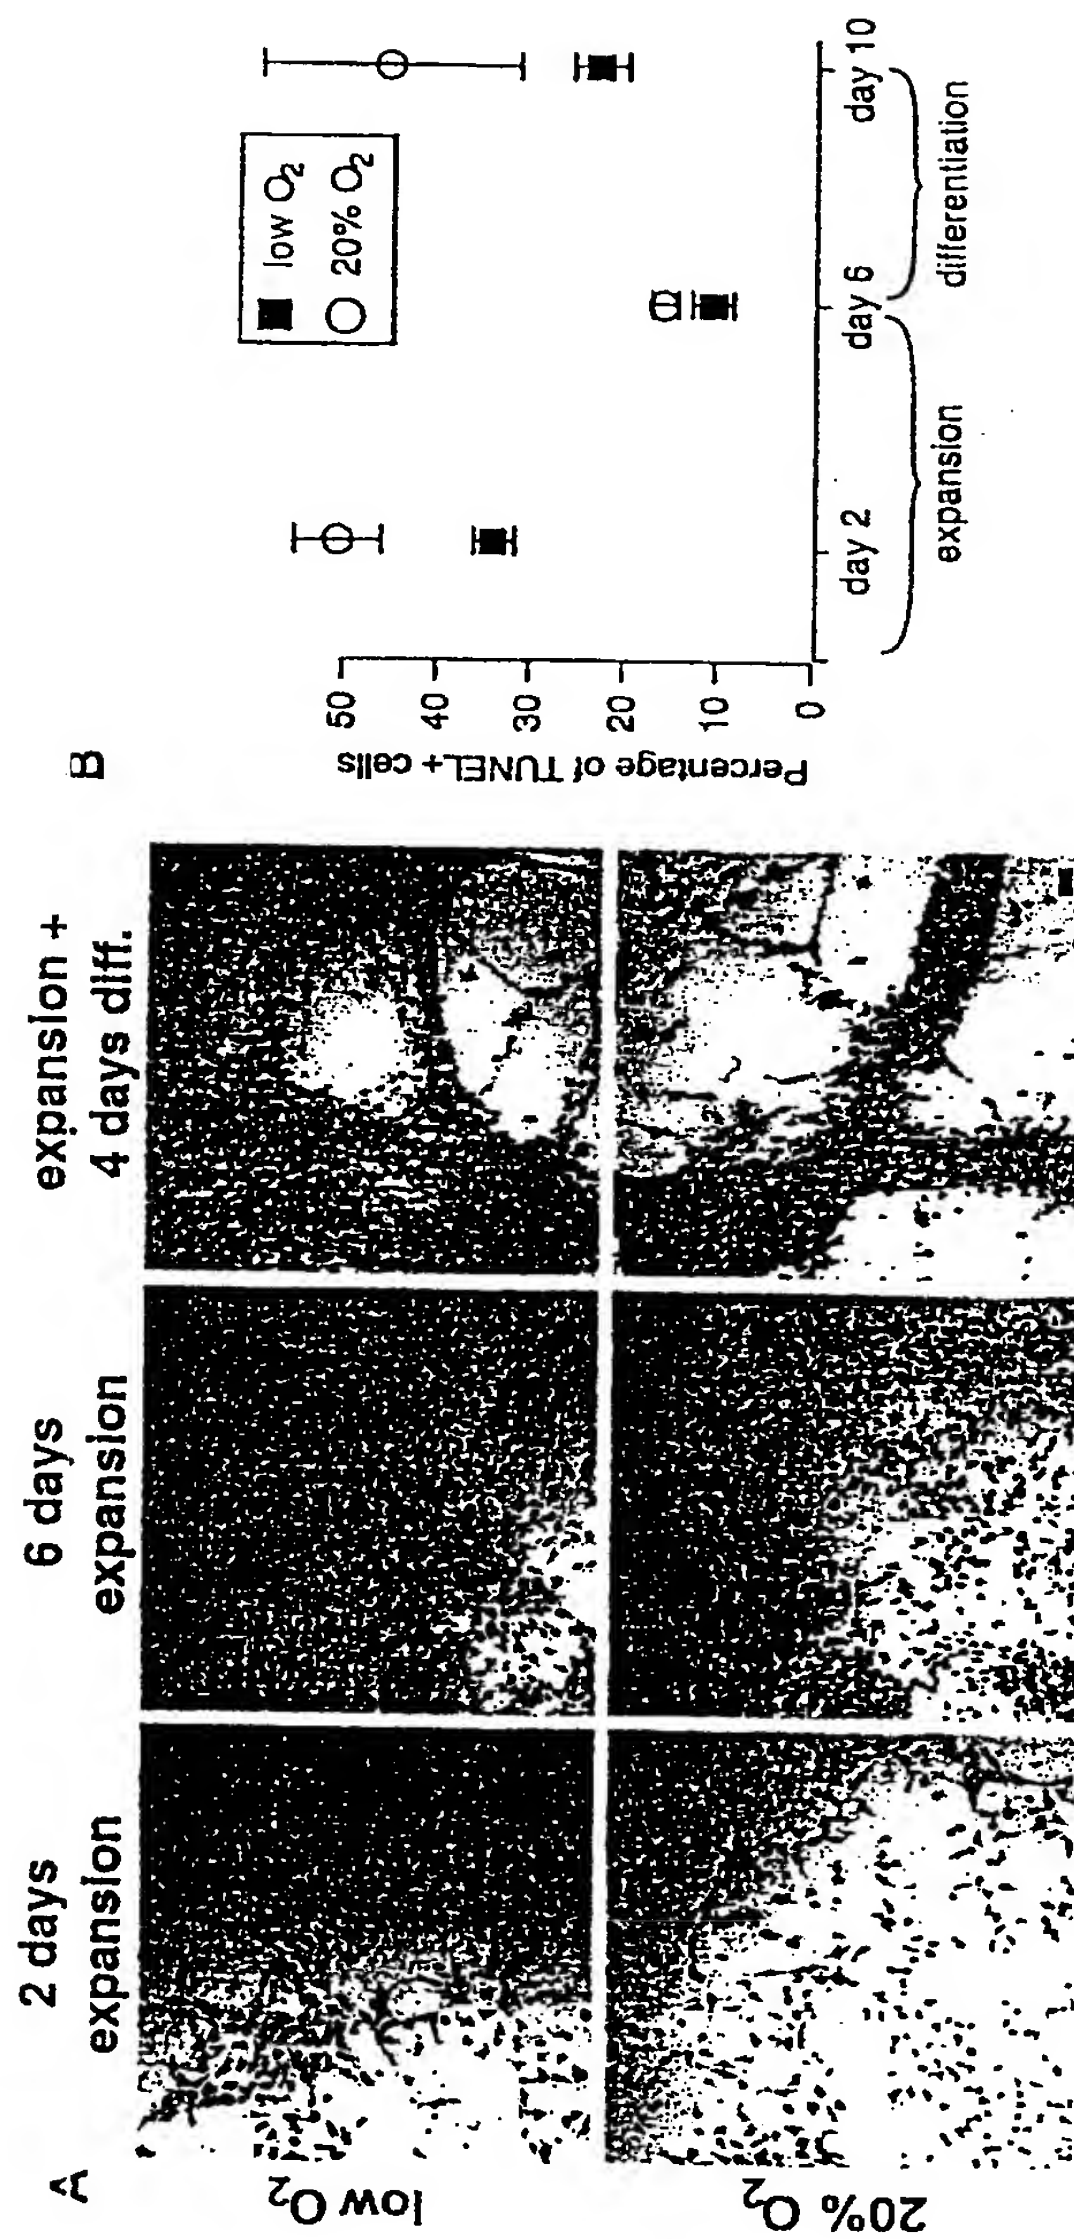 A
2 days
expansion
6 days
expansion
expansion +
4 days diff.
low O₂
20% O₂
B
Percentage of TUNEL+ cells
50
40
30
20
10
0
low O₂
20% O₂
day 2
day 6
day 10
expansion
differentiation